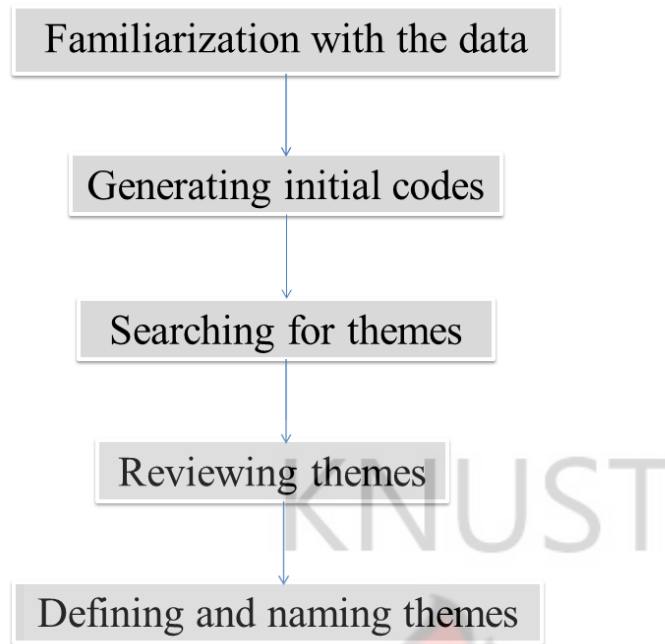 Familiarization with the data
Generating initial codes
Searching for themes
Reviewing themes
KNUST
Defining and naming themes